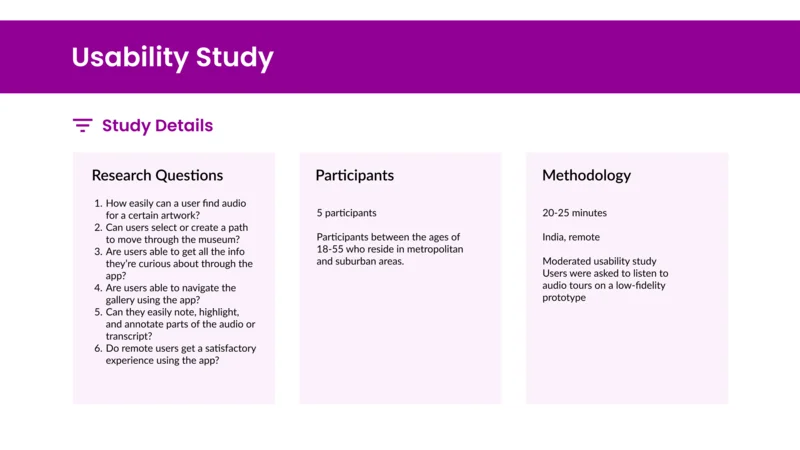 Usability Study
Study Details
Research Questions
1. How easily can a user find audio
for a certain artwork?
2. Can users select or create a path
to move through the museum?
3. Are users able to get all the info
they're curious about through the
app?
4. Are users able to navigate the
gallery using the app?
5. Can they easily note, highlight,
and annotate parts of the audio or
transcript?
6. Do remote users get a satisfactory
experience using the app?
Participants
5 participants
Participants between the ages of
18-55 who reside in metropolitan
and suburban areas.
Methodology
20-25 minutes
India, remote
Moderated usability study
Users were asked to listen to
audio tours on a low-fidelity
prototype